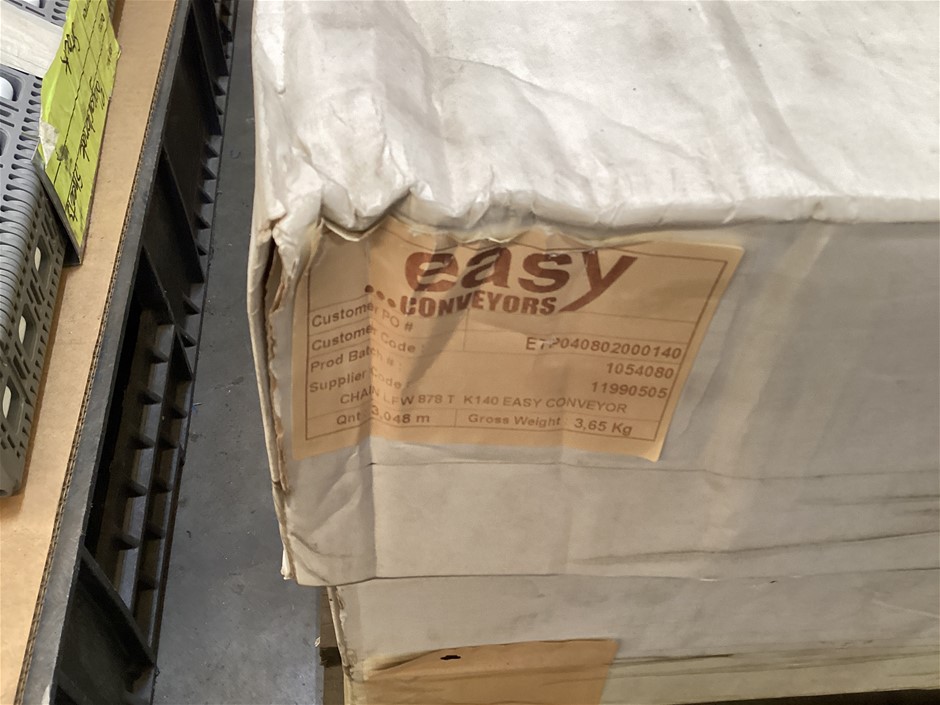 easy
...CONVEYORS
Customer PO #
Customer Code : ETP040802000140
Prod Batch # 1054080
Supplier Code : 11990505
CHAIN LFW 878 T K140 EASY CONVEYOR
Qnt 3,048 m Gross Weight 3,65 Kg